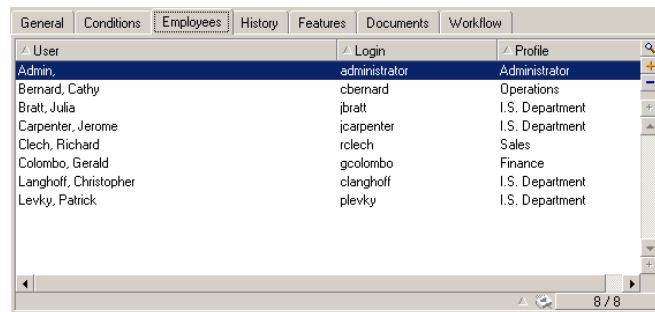 General Conditions Employees History Features Documents Workflow
User Login Profile
Admin, administrator Administrator
Bernard, Cathy cbernard Operations
Bratt, Julia jbratt I.S. Department
Carpenter, Jerome jcarpenter I.S. Department
Clech, Richard rclech Sales
Colombo, Gerald gcolombo Finance
Langhoff, Christopher clanghoff I.S. Department
Levky, Patrick plevky I.S. Department
8 / 8